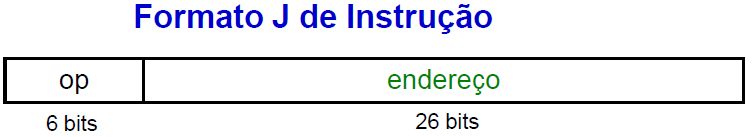 Formato J de Instrução
op endereço
6 bits 26 bits